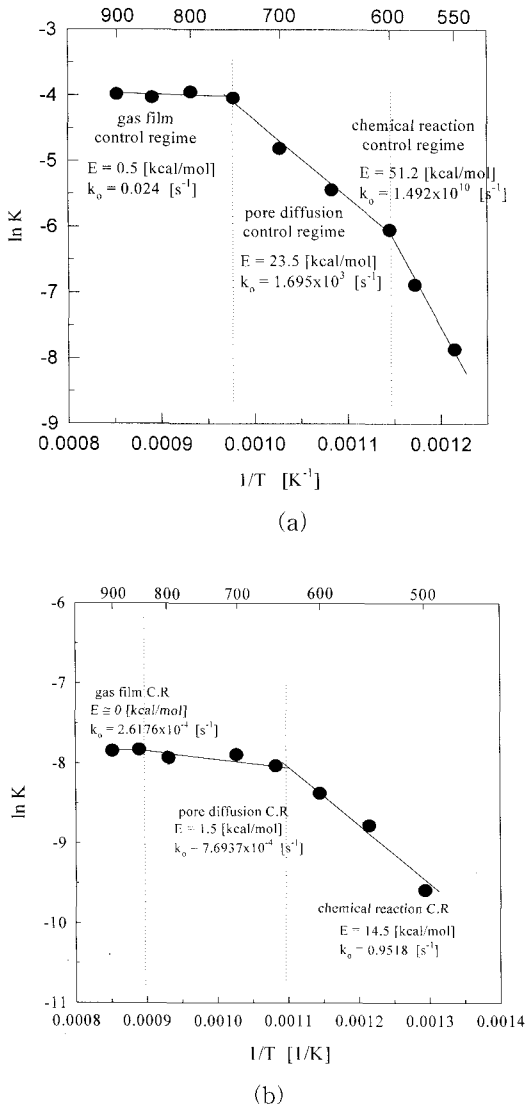 900 800 700 600 550
-3
-4
-5
-6
-7
-8
-9
ln K
gas film
control regime
E = 0.5 [kcal/mol]
k₀ = 0.024 [s⁻¹]
pore diffusion
control regime
E = 23.5 [kcal/mol]
k₀ = 1.695x10³ [s⁻¹]
chemical reaction
control regime
E = 51.2 [kcal/mol]
k₀ = 1.492x10¹⁰ [s⁻¹]
0.0008 0.0009 0.0010 0.0011 0.0012
1/T [K⁻¹]
(a)
900 800 700 600 500
-6
-7
-8
-9
-10
-11
ln K
gas film C.R
E ≅ 0 [kcal/mol]
k₀ = 2.6176x10⁻⁴ [s⁻¹]
pore diffusion C.R
E = 1.5 [kcal/mol]
k₀ = 7.6937x10⁻⁴ [s⁻¹]
chemical reaction C.R
E = 14.5 [kcal/mol]
k₀ = 0.9518 [s⁻¹]
0.0008 0.0009 0.0010 0.0011 0.0012 0.0013 0.0014
1/T [1/K]
(b)